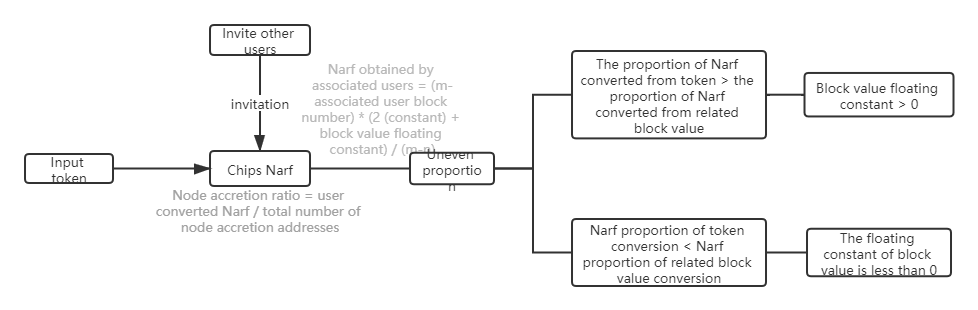 Invite other
users
Narf obtained by
associated users = (m-
associated user block
number) * (2 (constant) +
block value floating
constant) / (m-n)
invitation
Input
token
Chips Narf
Node accretion ratio = user
converted Narf / total number of
node accretion addresses
Uneven
proportio
n
The proportion of Narf
converted from token > the
proportion of Narf
converted from related
block value
Block value floating
constant > 0
Narf proportion of token
conversion < Narf
proportion of related block
value conversion
The floating
constant of block
value is less than 0